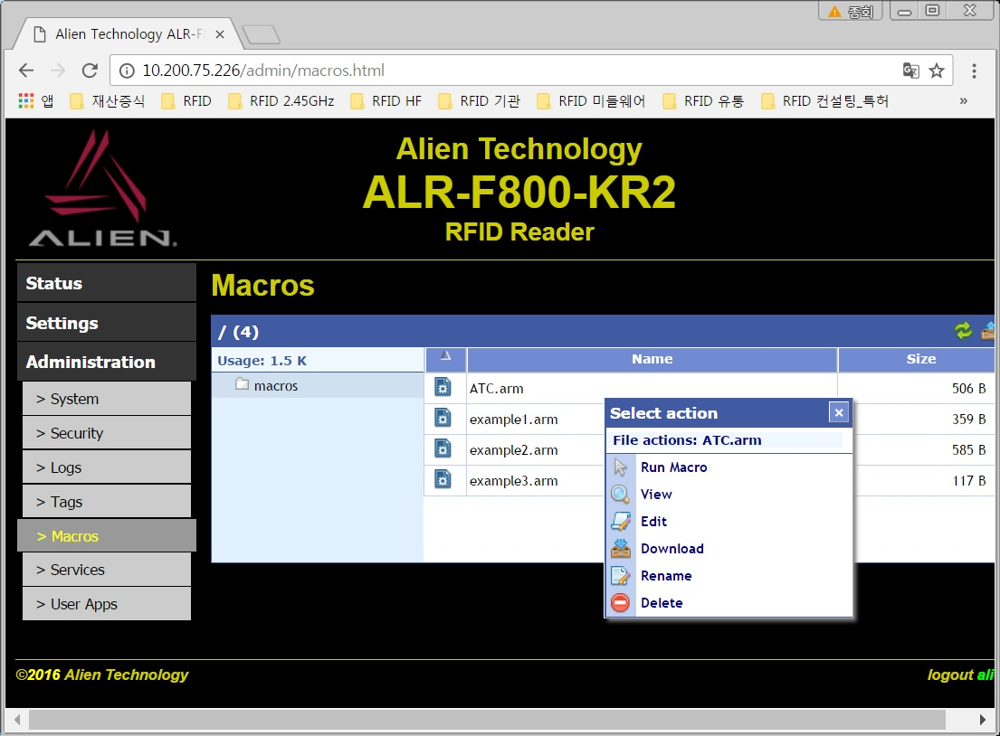 종회
Alien Technology ALR-F
10.200.75.226/admin/macros.html
앱 재산증식 RFID RFID 2.45GHz RFID HF RFID 기관 RFID 미들웨어 RFID 유통 RFID 컨설팅_특허 »
ALIEN.
Alien Technology
ALR-F800-KR2
RFID Reader
Status
Settings
Administration
> System
> Security
> Logs
> Tags
> Macros
> Services
> User Apps
Macros
/ (4)
Usage: 1.5 K
macros
Name Size
ATC.arm 506 B
example1.arm 359 B
example2.arm 585 B
example3.arm 117 B
Select action
File actions: ATC.arm
Run Macro
View
Edit
Download
Rename
Delete
©2016 Alien Technology
logout ali